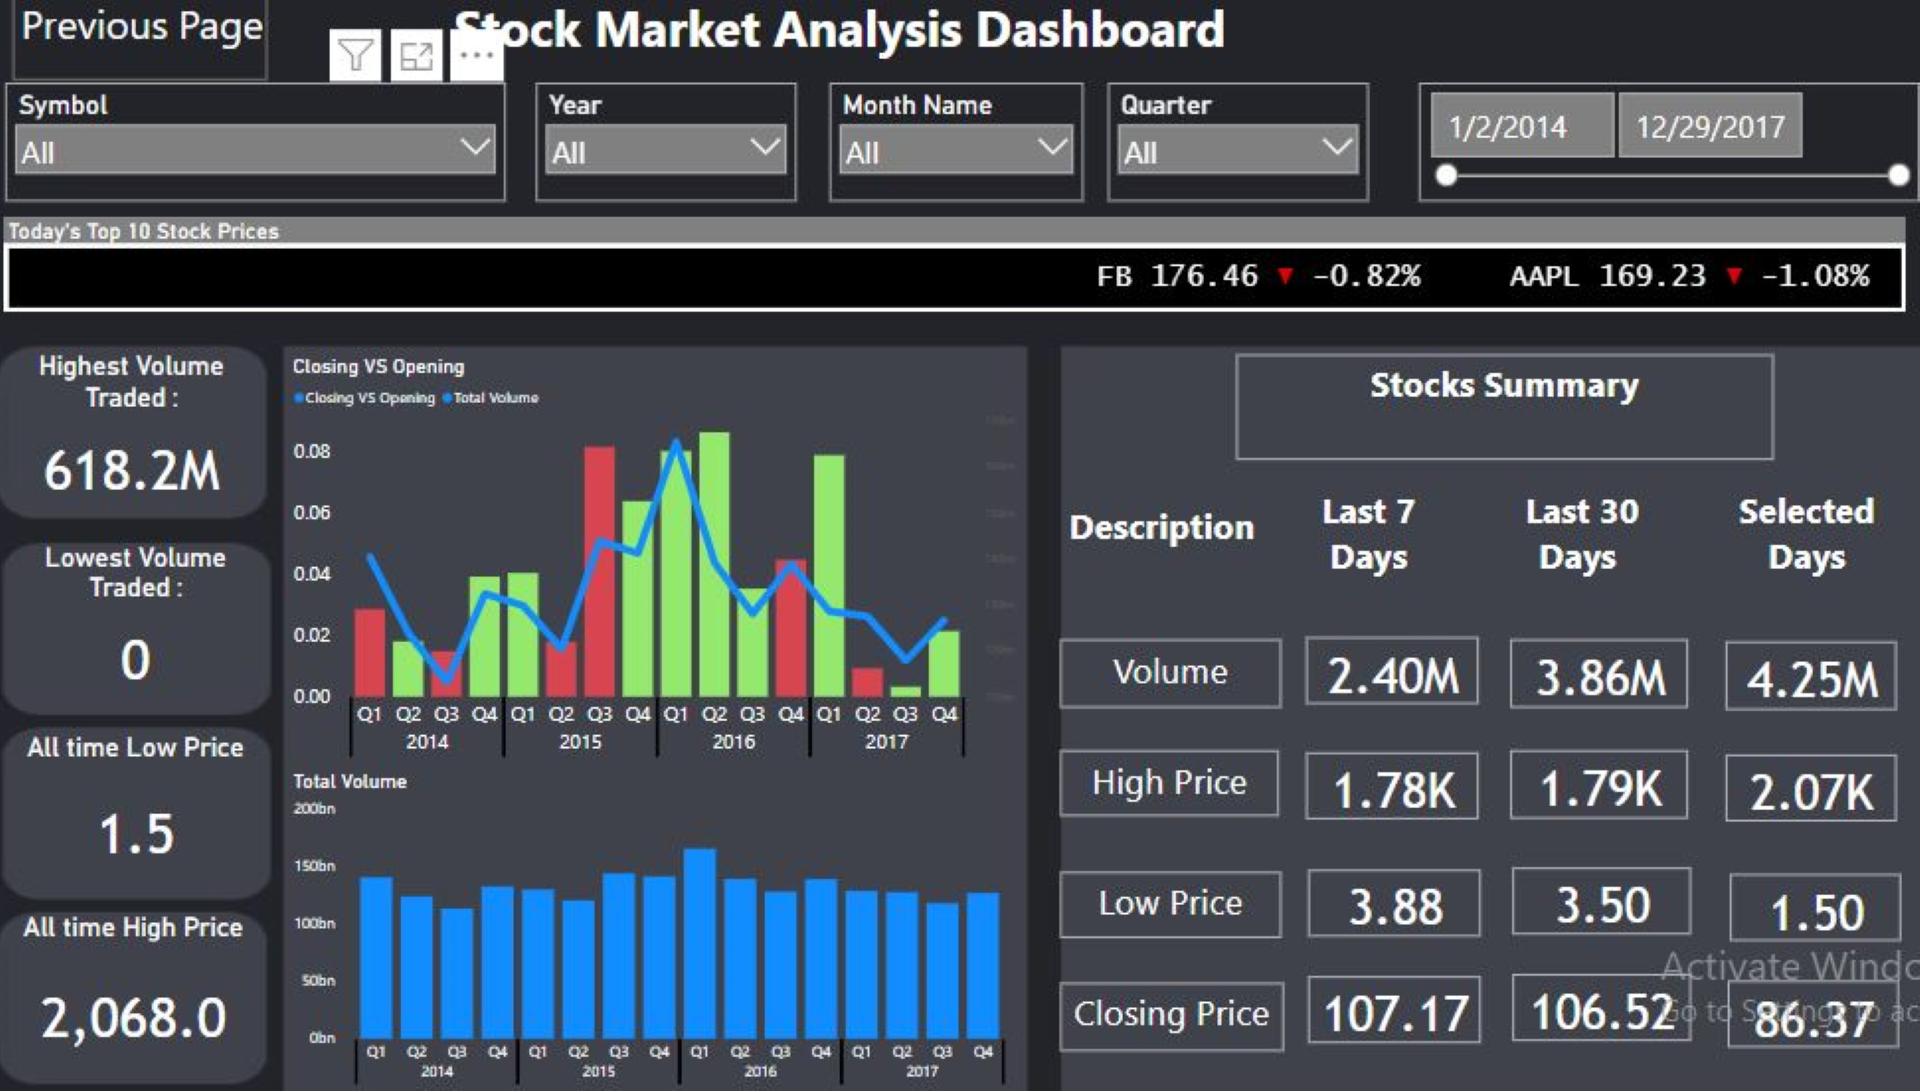 Previous Page
Stock Market Analysis Dashboard
Symbol
All
Year
All
Month Name
All
Quarter
All
1/2/2014
12/29/2017
Today's Top 10 Stock Prices
FB 176.46 ▼ -0.82%
AAPL 169.23 ▼ -1.08%
Highest Volume
Traded :
618.2M
Lowest Volume
Traded :
0
All time Low Price
1.5
All time High Price
2,068.0
Closing VS Opening
Closing VS Opening Total Volume
0.08
0.06
0.04
0.02
0.00
Q1 Q2 Q3 Q4 Q1 Q2 Q3 Q4 Q1 Q2 Q3 Q4 Q1 Q2 Q3 Q4
2014 2015 2016 2017
Total Volume
200bn
150bn
100bn
50bn
0bn
Q1 Q2 Q3 Q4 Q1 Q2 Q3 Q4 Q1 Q2 Q3 Q4 Q1 Q2 Q3 Q4
2014 2015 2016 2017
Stocks Summary
Description
Last 7
Days
Last 30
Days
Selected
Days
Volume 2.40M 3.86M 4.25M
High Price 1.78K 1.79K 2.07K
Low Price 3.88 3.50 1.50
Closing Price 107.17 106.52 86.37
Activate Windo
Go to Settings to ac